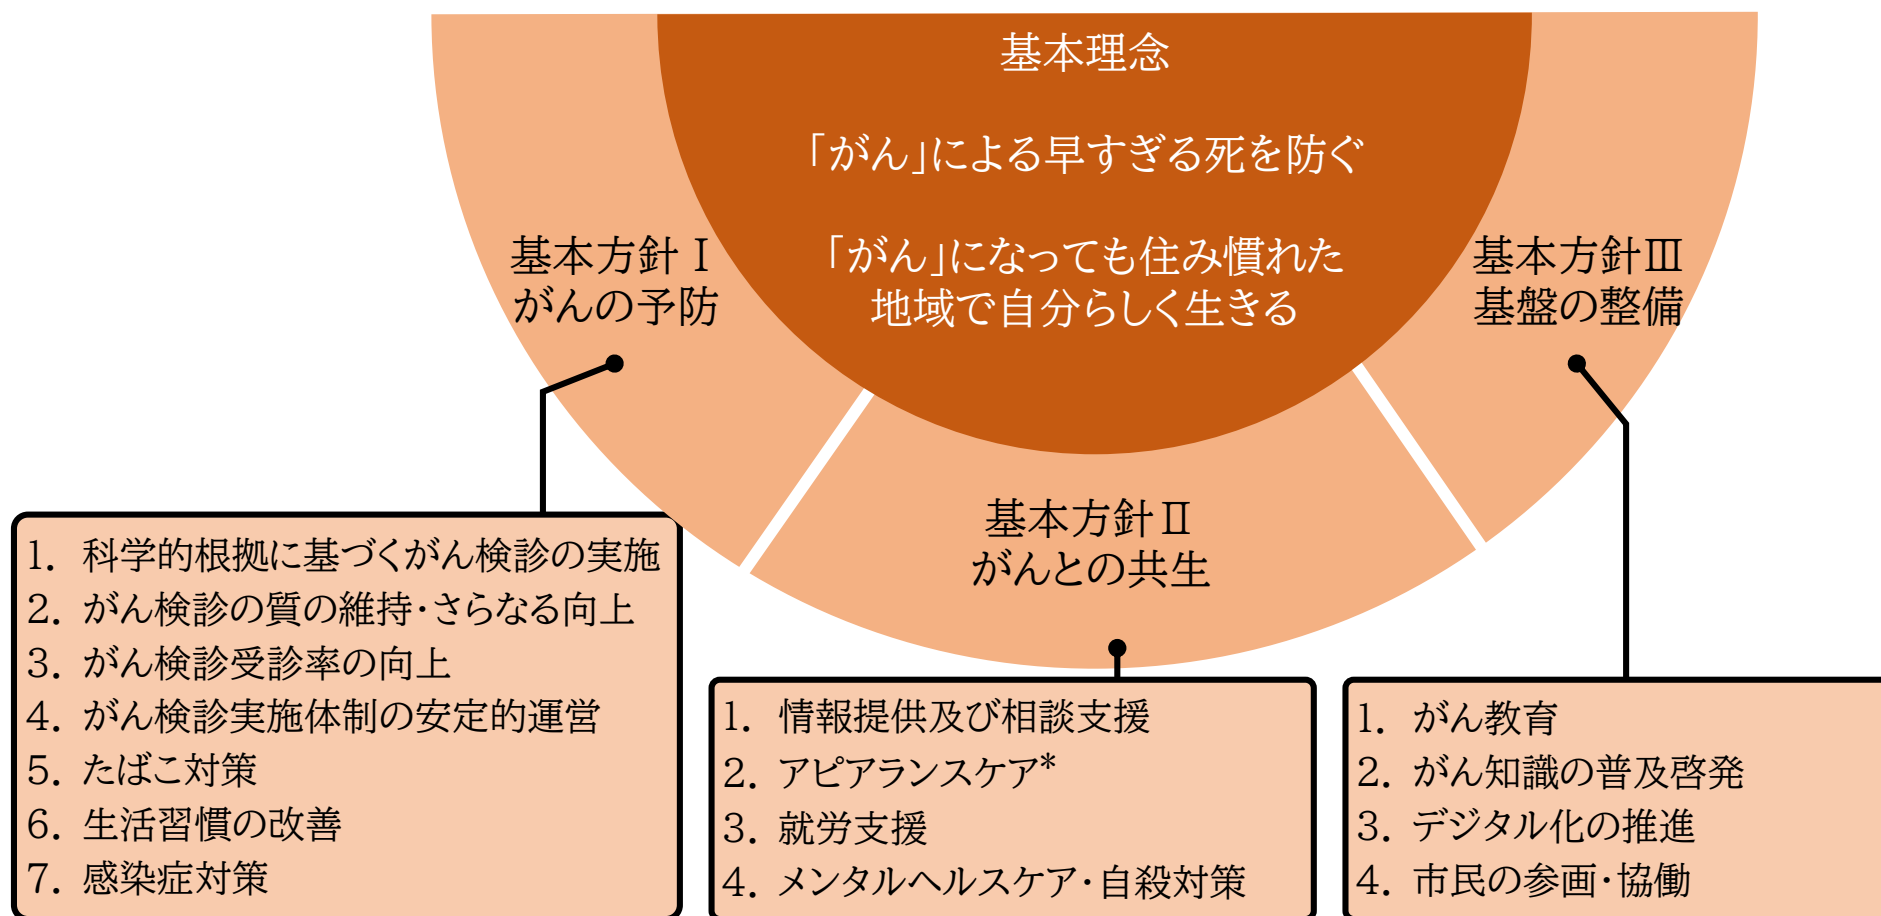 基本理念
「がん」による早すぎる死を防ぐ
「がん」になっても住み慣れた
地域で自分らしく生きる
基本方針Ⅰ
がんの予防
基本方針Ⅱ
がんとの共生
基本方針Ⅲ
基盤の整備
1. 科学的根拠に基づくがん検診の実施
2. がん検診の質の維持・さらなる向上
3. がん検診受診率の向上
4. がん検診実施体制の安定的運営
5. たばこ対策
6. 生活習慣の改善
7. 感染症対策
1. 情報提供及び相談支援
2. アピアランスケア*
3. 就労支援
4. メンタルヘルスケア・自殺対策
1. がん教育
2. がん知識の普及啓発
3. デジタル化の推進
4. 市民の参画・協働